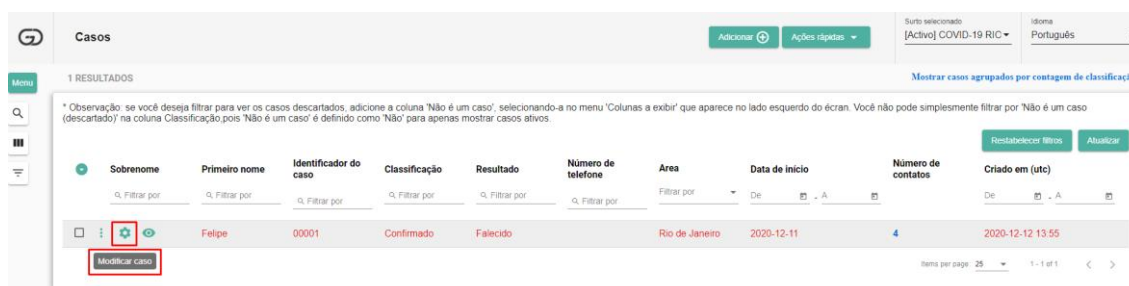 Casos
Adicionar
Ações rápidas
Surto selecionado
[Activo] COVID-19 RIC
Idioma
Português
Menu
1 RESULTADOS
Mostrar casos agrupados por contagem de classificaçã
* Observação: se você deseja filtrar para ver os casos descartados, adicione a coluna 'Não é um caso', selecionando-a no menu 'Colunas a exibir' que aparece no lado esquerdo do écran. Você não pode simplesmente filtrar por 'Não é um caso
(descartado)' na coluna Classificação,pois 'Não é um caso' é definido como 'Não' para apenas mostrar casos ativos.
Restabelecer filtros
Atualizar
Sobrenome Primeiro nome Identificador do caso Classificação Resultado Número de telefone Area Data de início Número de contatos Criado em (utc)
Filtrar por Filtrar por Filtrar por Filtrar por Filtrar por Filtrar por Filtrar por De - A De - A
Felipe 00001 Confirmado Falecido Rio de Janeiro 2020-12-11 4 2020-12-12 13:55
Modificar caso
Items per page: 25 1 - 1 of 1